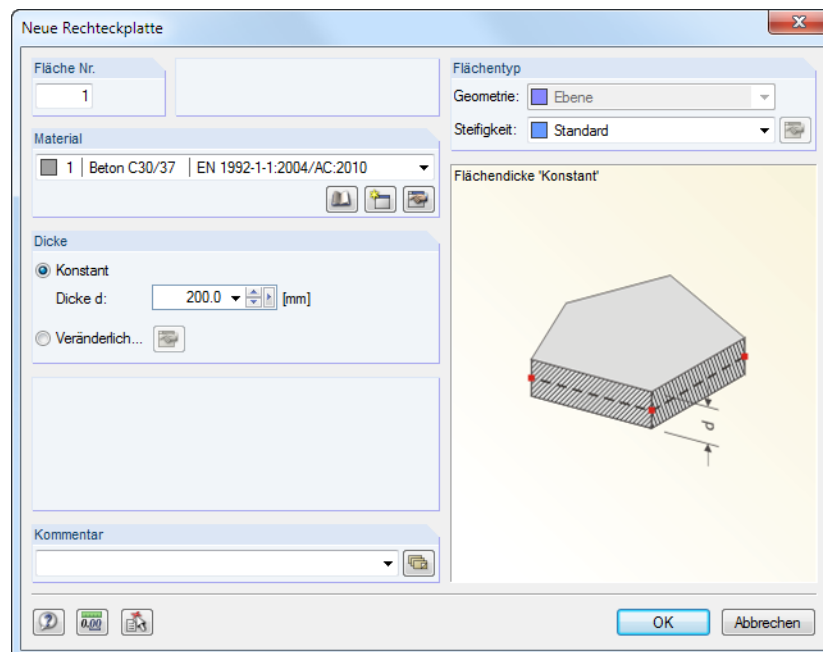 Neue Rechteckplatte
Fläche Nr.
1
Material
1 Beton C30/37 EN 1992-1-1:2004/AC:2010
Dicke
Konstant
Dicke d: 200.0 [mm]
Veränderlich...
Kommentar
Flächentyp
Geometrie: Ebene
Steifigkeit: Standard
Flächendicke 'Konstant'
d
0.00
OK
Abbrechen